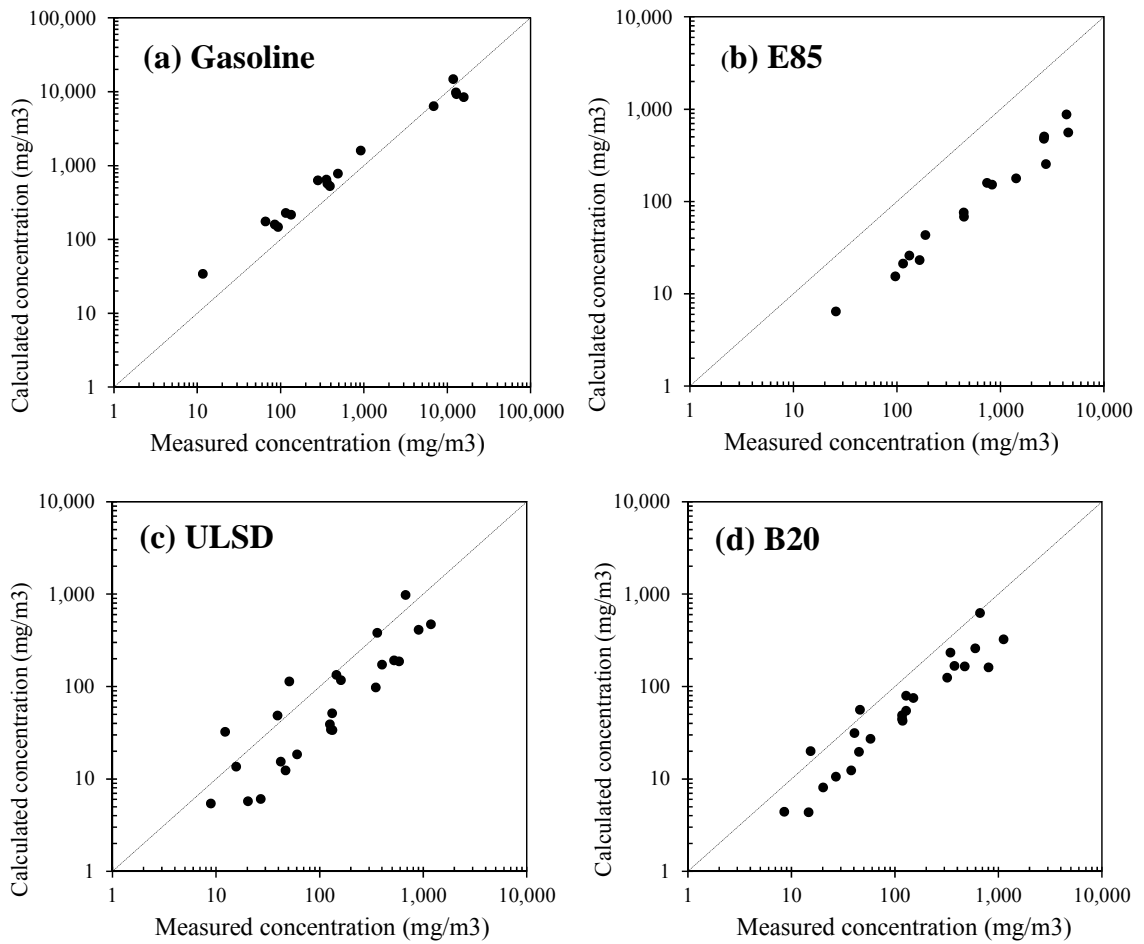 (a) Gasoline
Calculated concentration (mg/m3)
100,000
10,000
1,000
100
10
1
1 10 100 1,000 10,000 100,000
Measured concentration (mg/m3)
(b) E85
Calculated concentration (mg/m3)
10,000
1,000
100
10
1
1 10 100 1,000 10,000
Measured concentration (mg/m3)
(c) ULSD
Calculated concentration (mg/m3)
10,000
1,000
100
10
1
1 10 100 1,000 10,000
Measured concentration (mg/m3)
(d) B20
Calculated concentration (mg/m3)
10,000
1,000
100
10
1
1 10 100 1,000 10,000
Measured concentration (mg/m3)